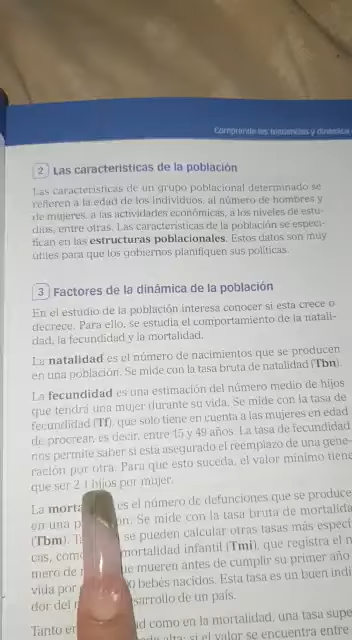 Comprende las tendencias y dinámica
2 Las características de la población
Las características de un grupo poblacional determinado se
refieren a la edad de los individuos, al número de hombres y
de mujeres, a las actividades económicas, a los niveles de estu-
dios, entre otras. Las características de la población se especi-
fican en las estructuras poblacionales. Estos datos son muy
útiles para que los gobiernos planifiquen sus políticas.
3 Factores de la dinámica de la población
En el estudio de la población interesa conocer si esta crece o
decrece. Para ello, se estudia el comportamiento de la natali-
dad, la fecundidad y la mortalidad.
La natalidad es el número de nacimientos que se producen
en una población. Se mide con la tasa bruta de natalidad (Tbn).
La fecundidad es una estimación del número medio de hijos
que tendrá una mujer durante su vida. Se mide con la tasa de
fecundidad (Tf), que solo tiene en cuenta a las mujeres en edad
de procrear, es decir, entre 15 y 49 años. La tasa de fecundidad
nos permite saber si está asegurado el reemplazo de una gene-
ración por otra. Para que esto suceda, el valor mínimo tiene
que ser 2.1 hijos por mujer.
La morta es el número de defunciones que se produce
en una p ón. Se mide con la tasa bruta de mortalida
(Tbm). T se pueden calcular otras tasas más especí
cas, como mortalidad infantil (Tmi), que registra el n
mero de ue mueren antes de cumplir su primer año
vida por 0 bebés nacidos. Esta tasa es un buen indi
dor del sarrollo de un país.
Tanto en ad como en la mortalidad, una tasa supe
alta; si el valor se encuentra entre